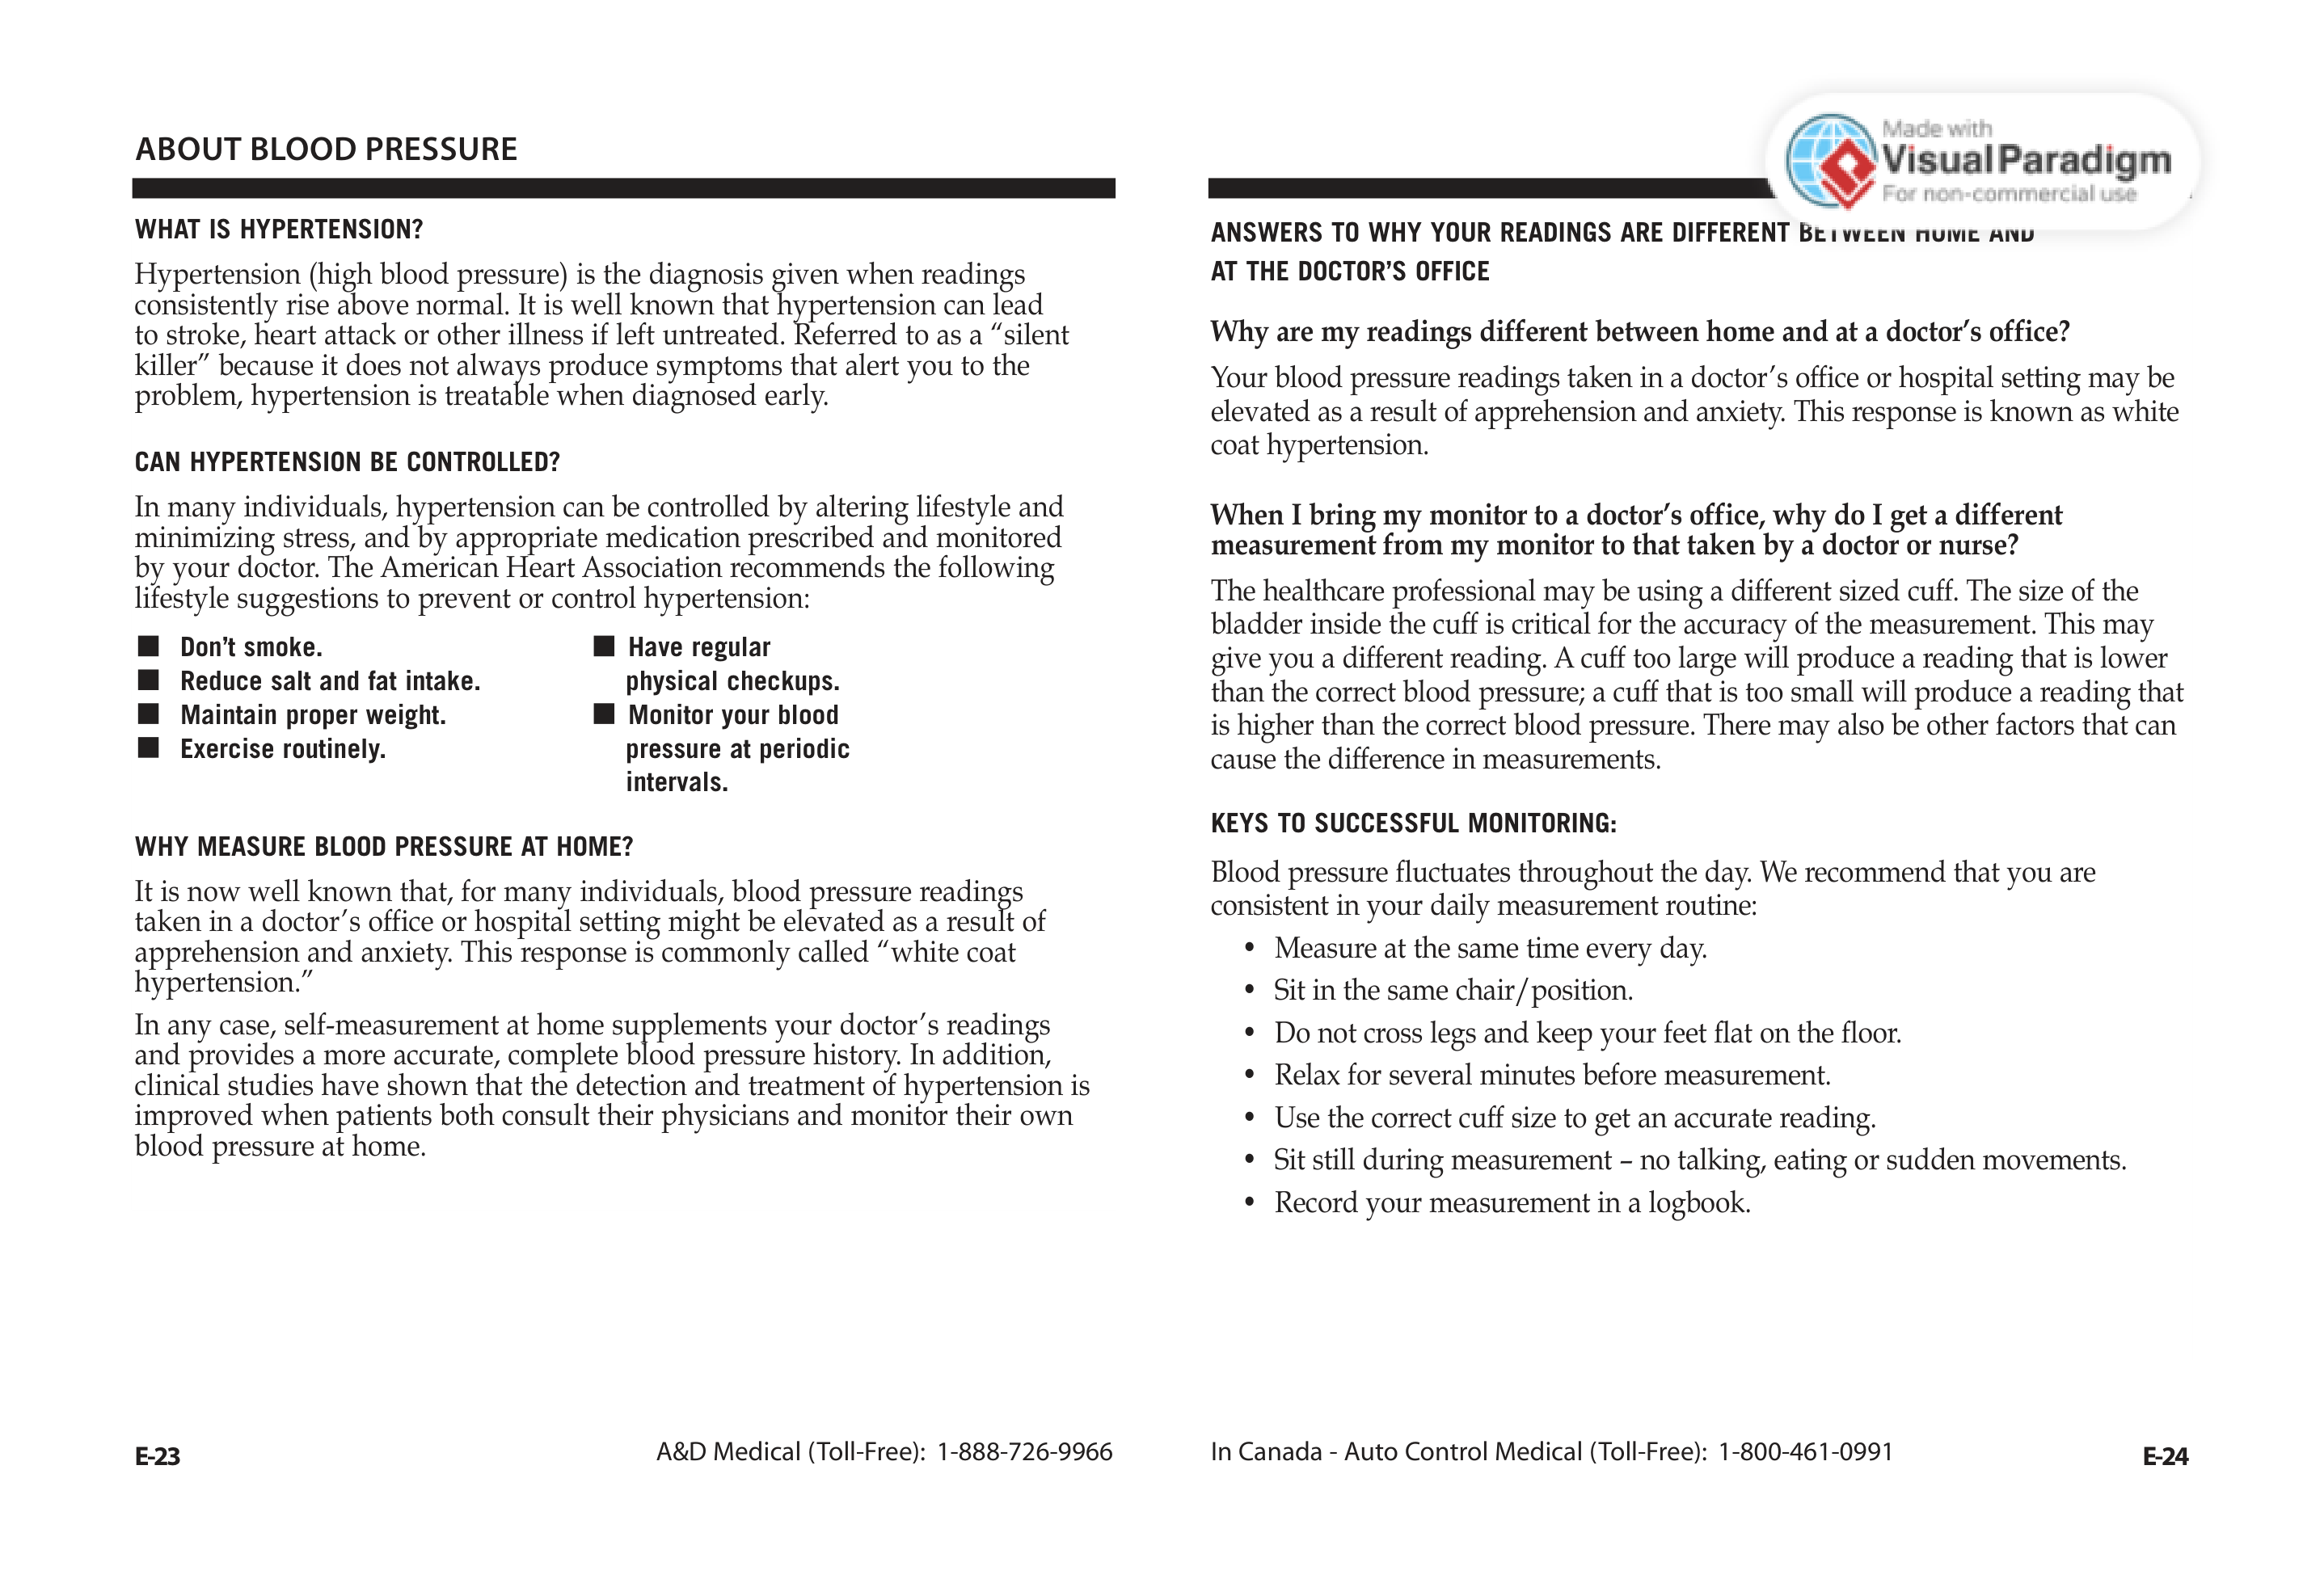 ABOUT BLOOD PRESSURE
WHAT IS HYPERTENSION?
Hypertension (high blood pressure) is the diagnosis given when readings
consistently rise above normal. It is well known that hypertension can lead
to stroke, heart attack or other illness if left untreated. Referred to as a “silent
killer” because it does not always produce symptoms that alert you to the
problem, hypertension is treatable when diagnosed early.
CAN HYPERTENSION BE CONTROLLED?
In many individuals, hypertension can be controlled by altering lifestyle and
minimizing stress, and by appropriate medication prescribed and monitored
by your doctor. The American Heart Association recommends the following
lifestyle suggestions to prevent or control hypertension:
■ Don’t smoke.
■ Reduce salt and fat intake.
■ Maintain proper weight.
■ Exercise routinely.
■ Have regular
physical checkups.
■ Monitor your blood
pressure at periodic
intervals.
WHY MEASURE BLOOD PRESSURE AT HOME?
It is now well known that, for many individuals, blood pressure readings
taken in a doctor’s office or hospital setting might be elevated as a result of
apprehension and anxiety. This response is commonly called “white coat
hypertension.”
In any case, self-measurement at home supplements your doctor’s readings
and provides a more accurate, complete blood pressure history. In addition,
clinical studies have shown that the detection and treatment of hypertension is
improved when patients both consult their physicians and monitor their own
blood pressure at home.
E-23
A&D Medical (Toll-Free): 1-888-726-9966
Made with
Visual Paradigm
For non-commercial use
ANSWERS TO WHY YOUR READINGS ARE DIFFERENT BETWEEN HOME AND
AT THE DOCTOR’S OFFICE
Why are my readings different between home and at a doctor’s office?
Your blood pressure readings taken in a doctor’s office or hospital setting may be
elevated as a result of apprehension and anxiety. This response is known as white
coat hypertension.
When I bring my monitor to a doctor’s office, why do I get a different
measurement from my monitor to that taken by a doctor or nurse?
The healthcare professional may be using a different sized cuff. The size of the
bladder inside the cuff is critical for the accuracy of the measurement. This may
give you a different reading. A cuff too large will produce a reading that is lower
than the correct blood pressure; a cuff that is too small will produce a reading that
is higher than the correct blood pressure. There may also be other factors that can
cause the difference in measurements.
KEYS TO SUCCESSFUL MONITORING:
Blood pressure fluctuates throughout the day. We recommend that you are
consistent in your daily measurement routine:
• Measure at the same time every day.
• Sit in the same chair/position.
• Do not cross legs and keep your feet flat on the floor.
• Relax for several minutes before measurement.
• Use the correct cuff size to get an accurate reading.
• Sit still during measurement – no talking, eating or sudden movements.
• Record your measurement in a logbook.
In Canada - Auto Control Medical (Toll-Free): 1-800-461-0991
E-24